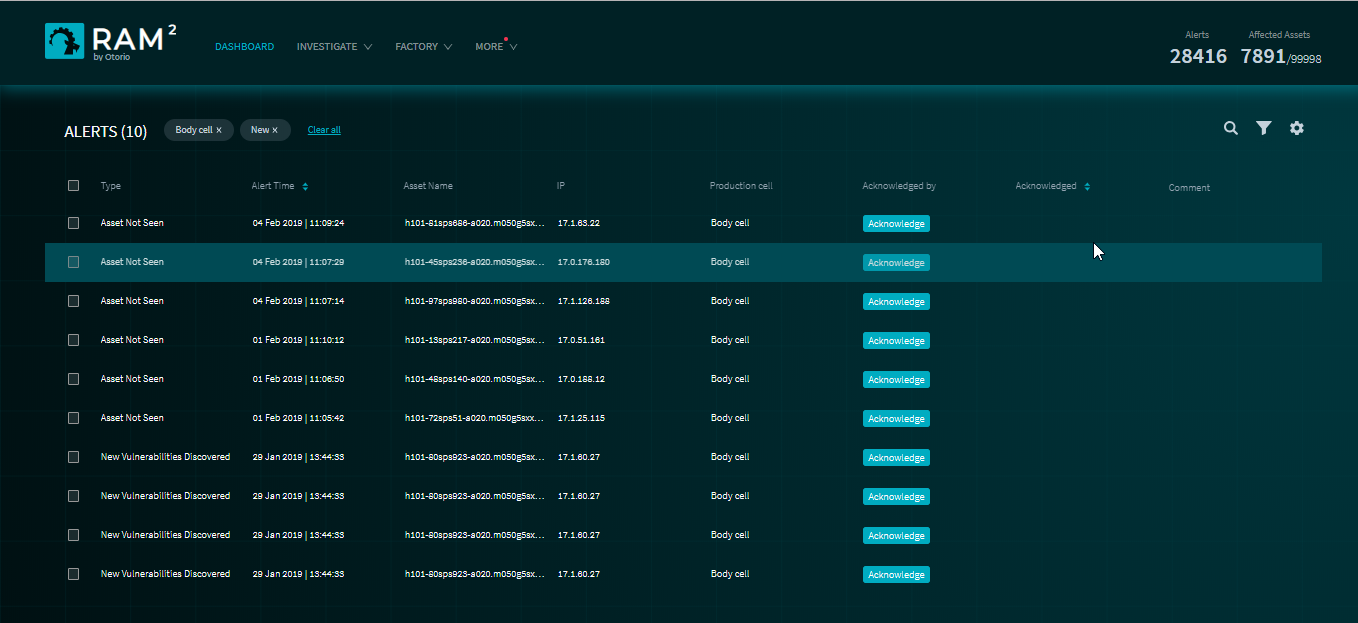 RAM 2
by Otorio
DASHBOARD INVESTIGATE FACTORY MORE
Alerts Affected Assets
28416 7891/99998
ALERTS (10) Body cell × New × Clear all
Type Alert Time Asset Name IP Production cell Acknowledged by Acknowledged Comment
Asset Not Seen 04 Feb 2019 | 11:09:24 h101-81sps686-a020.m050g5sx... 17.1.63.22 Body cell Acknowledge
Asset Not Seen 04 Feb 2019 | 11:07:29 h101-45sps236-a020.m050g5sx... 17.0.176.180 Body cell Acknowledge
Asset Not Seen 04 Feb 2019 | 11:07:14 h101-97sps980-a020.m050g5sx... 17.1.126.188 Body cell Acknowledge
Asset Not Seen 01 Feb 2019 | 11:10:12 h101-13sps217-a020.m050g5sx... 17.0.51.161 Body cell Acknowledge
Asset Not Seen 01 Feb 2019 | 11:06:50 h101-48sps140-a020.m050g5sx... 17.0.188.12 Body cell Acknowledge
Asset Not Seen 01 Feb 2019 | 11:05:42 h101-72sps51-a020.m050g5sxx... 17.1.25.115 Body cell Acknowledge
New Vulnerabilities Discovered 29 Jan 2019 | 13:44:33 h101-80sps923-a020.m050g5sx... 17.1.60.27 Body cell Acknowledge
New Vulnerabilities Discovered 29 Jan 2019 | 13:44:33 h101-80sps923-a020.m050g5sx... 17.1.60.27 Body cell Acknowledge
New Vulnerabilities Discovered 29 Jan 2019 | 13:44:33 h101-80sps923-a020.m050g5sx... 17.1.60.27 Body cell Acknowledge
New Vulnerabilities Discovered 29 Jan 2019 | 13:44:33 h101-80sps923-a020.m050g5sx... 17.1.60.27 Body cell Acknowledge